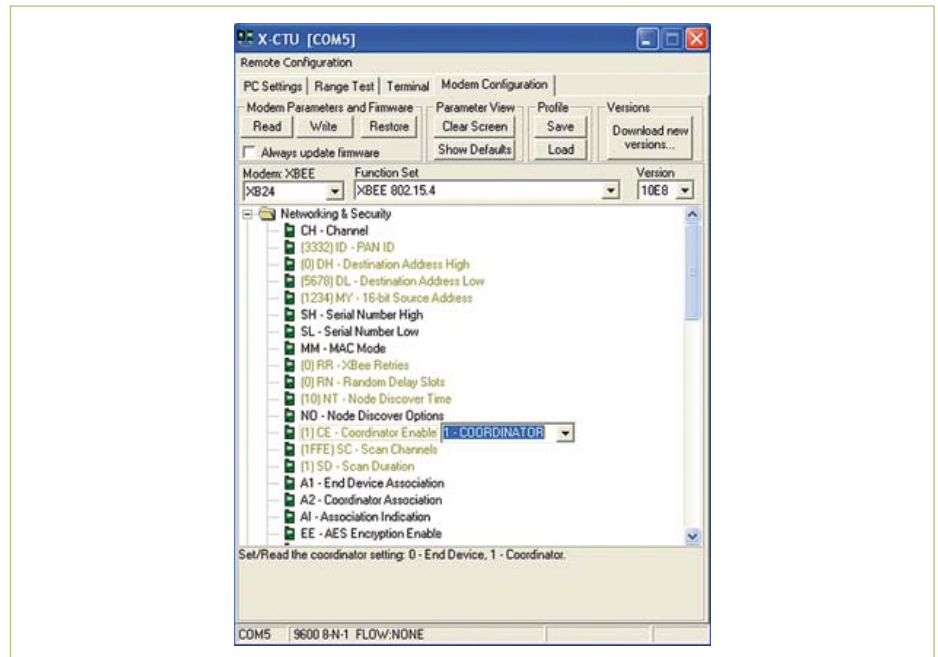 X-CTU [COM5]
Remote Configuration
PC Settings Range Test Terminal Modem Configuration
Modem Parameters and Firmware Parameter View Profile Versions
Read Write Restore Clear Screen Save Download new versions...
Always update firmware Show Defaults Load
Modem: XBEE Function Set Version
XB24 XBEE 802.15.4 10E8
Networking & Security
CH - Channel
(3332) ID - PAN ID
(0) DH - Destination Address High
(5678) DL - Destination Address Low
(1234) MY - 16-bit Source Address
SH - Serial Number High
SL - Serial Number Low
MM - MAC Mode
(0) RR - XBee Retries
(0) RN - Random Delay Slots
(10) NT - Node Discover Time
NO - Node Discover Options
(1) CE - Coordinator Enable 1 - COORDINATOR
(1FFE) SC - Scan Channels
(1) SD - Scan Duration
A1 - End Device Association
A2 - Coordinator Association
AI - Association Indication
EE - AES Encryption Enable
Set/Read the coordinator setting: 0 - End Device, 1 - Coordinator.
COM5 9600 8-N-1 FLOW:NONE